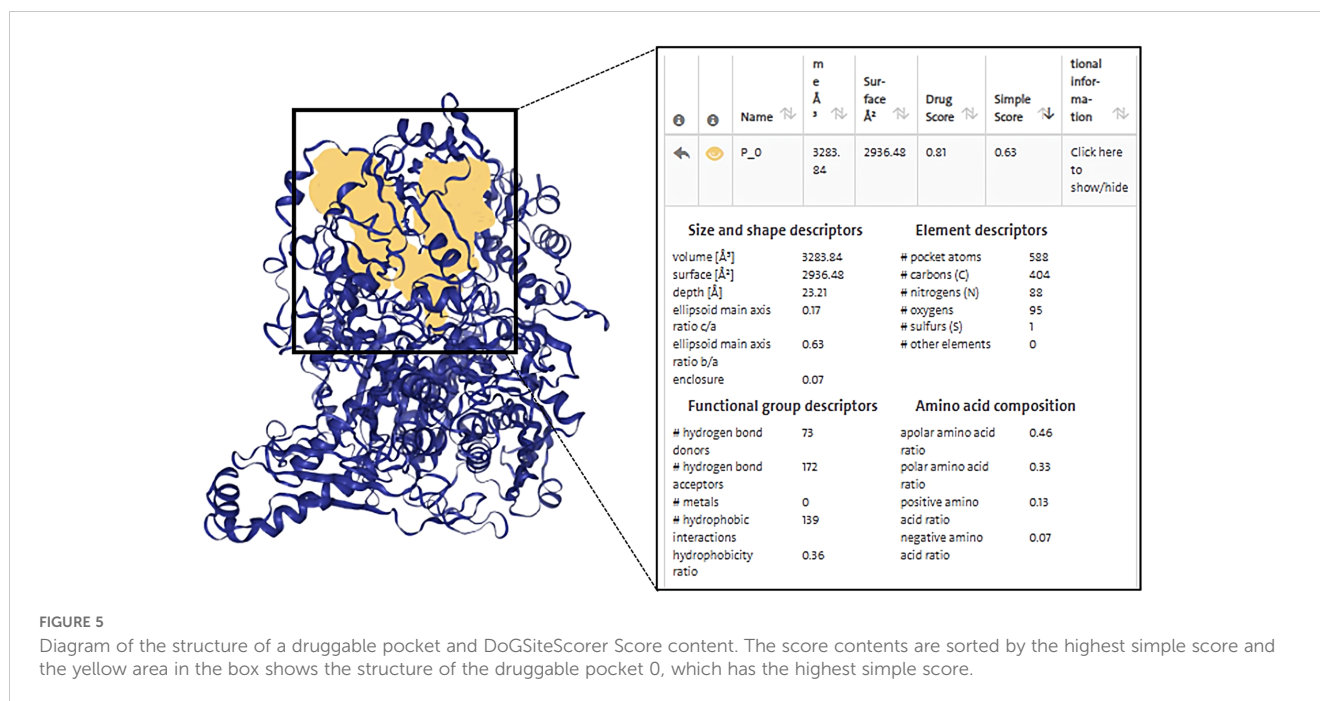 m
e
Å
³
Sur-
face
Å²
Name
Drug
Score
Simple
Score
tional
infor-
ma-
tion
P_0
3283.
84
2936.48
0.81
0.63
Click here
to
show/hide
Size and shape descriptors
volume [Å³] 3283.84
surface [Å²] 2936.48
depth [Å] 23.21
ellipsoid main axis 0.17
ratio c/a
ellipsoid main axis 0.63
ratio b/a
enclosure 0.07
Element descriptors
# pocket atoms 588
# carbons (C) 404
# nitrogens (N) 88
# oxygens 95
# sulfurs (S) 1
# other elements 0
Functional group descriptors
# hydrogen bond 73
donors
# hydrogen bond 172
acceptors
# metals 0
# hydrophobic 139
interactions
hydrophobicity 0.36
ratio
Amino acid composition
apolar amino acid 0.46
ratio
polar amino acid 0.33
ratio
positive amino 0.13
acid ratio
negative amino 0.07
acid ratio
FIGURE 5
Diagram of the structure of a druggable pocket and DoGSiteScorer Score content. The score contents are sorted by the highest simple score and
the yellow area in the box shows the structure of the druggable pocket 0, which has the highest simple score.